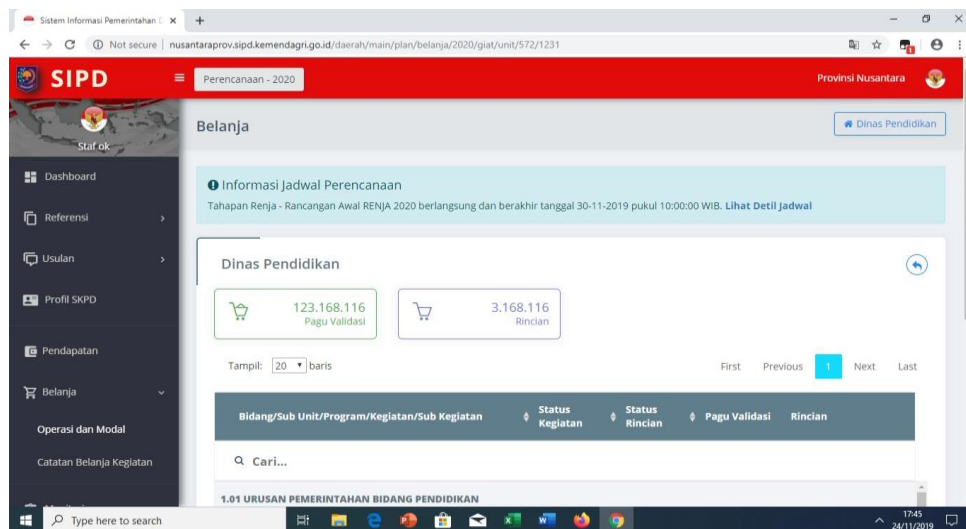 Sistem Informasi Pemerintahan D
Not secure | nusantaraprov.sipd.kemendagri.go.id/daerah/main/plan/belanja/2020/giat/unit/572/1231
SIPD
Perencanaan - 2020
Provinsi Nusantara
Staf ok
Belanja
Dinas Pendidikan
Dashboard
Referensi
Usulan
Profil SKPD
Pendapatan
Belanja
Operasi dan Modal
Catatan Belanja Kegiatan
Informasi Jadwal Perencanaan
Tahapan Renja - Rancangan Awal RENJA 2020 berlangsung dan berakhir tanggal 30-11-2019 pukul 10:00:00 WIB. Lihat Detil Jadwal
Dinas Pendidikan
123.168.116
Pagu Validasi
3.168.116
Rincian
Tampil: 20 baris
First Previous 1 Next Last
Bidang/Sub Unit/Program/Kegiatan/Sub Kegiatan
Status
Kegiatan
Status
Rincian
Pagu Validasi
Rincian
Cari...
1.01 URUSAN PEMERINTAHAN BIDANG PENDIDIKAN
Type here to search
17:45
24/11/2019